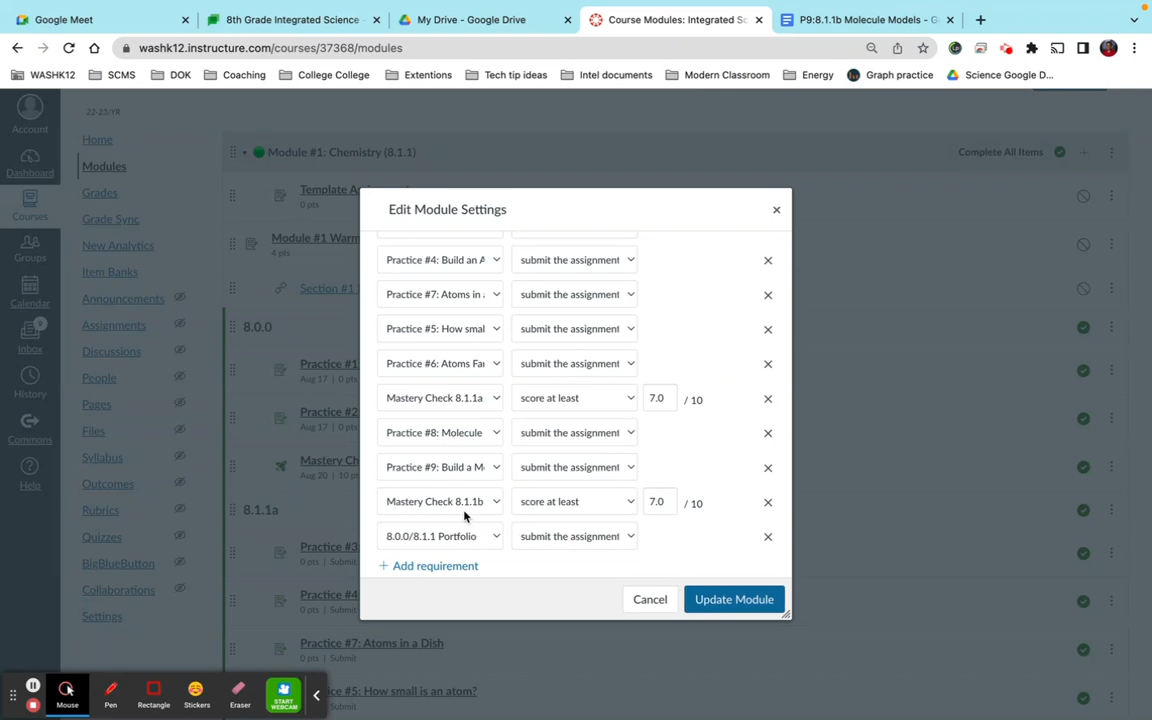 Google Meet
8th Grade Integrated Science -
My Drive - Google Drive
Course Modules: Integrated Sc
P9:8.1.1b Molecule Models - G
washk12.instructure.com/courses/37368/modules
WASHK12
SCMS
DOK
Coaching
College College
Extentions
Tech tip ideas
Intel documents
Modern Classroom
Energy
Graph practice
Science Google D...
Account
Dashboard
Courses
Groups
Calendar
9
Inbox
History
Commons
Help
22-23/YR
Home
Modules
Grades
Grade Sync
New Analytics
Item Banks
Announcements
Assignments
Discussions
People
Pages
Files
Syllabus
Outcomes
Rubrics
Quizzes
BigBlueButton
Collaborations
Settings
Module #1: Chemistry (8.1.1)
Complete All Items
Template As
0 pts
Module #1 Warm
4 pts
Section #1
8.0.0
Practice #1
Aug 17 | 0 pts
Practice #2
Aug 17 | 0 pts
Mastery Ch
Aug 20 | 10 pt
8.1.1a
Practice #3:
0 pts | Submit
Practice #4:
0 pts | Submit
Practice #7: Atoms in a Dish
0 pts | Submit
#5: How small is an atom?
Submit
Edit Module Settings
Practice #4: Build an A
submit the assignment
Practice #7: Atoms in a
submit the assignment
Practice #5: How smal
submit the assignment
Practice #6: Atoms Fa
submit the assignment
Mastery Check 8.1.1a
score at least
7.0
/ 10
Practice #8: Molecule
submit the assignment
Practice #9: Build a M
submit the assignment
Mastery Check 8.1.1b
score at least
7.0
/ 10
8.0.0/8.1.1 Portfolio
submit the assignment
+ Add requirement
Cancel
Update Module
Mouse
Pen
Rectangle
Stickers
Eraser
START WEBCAM